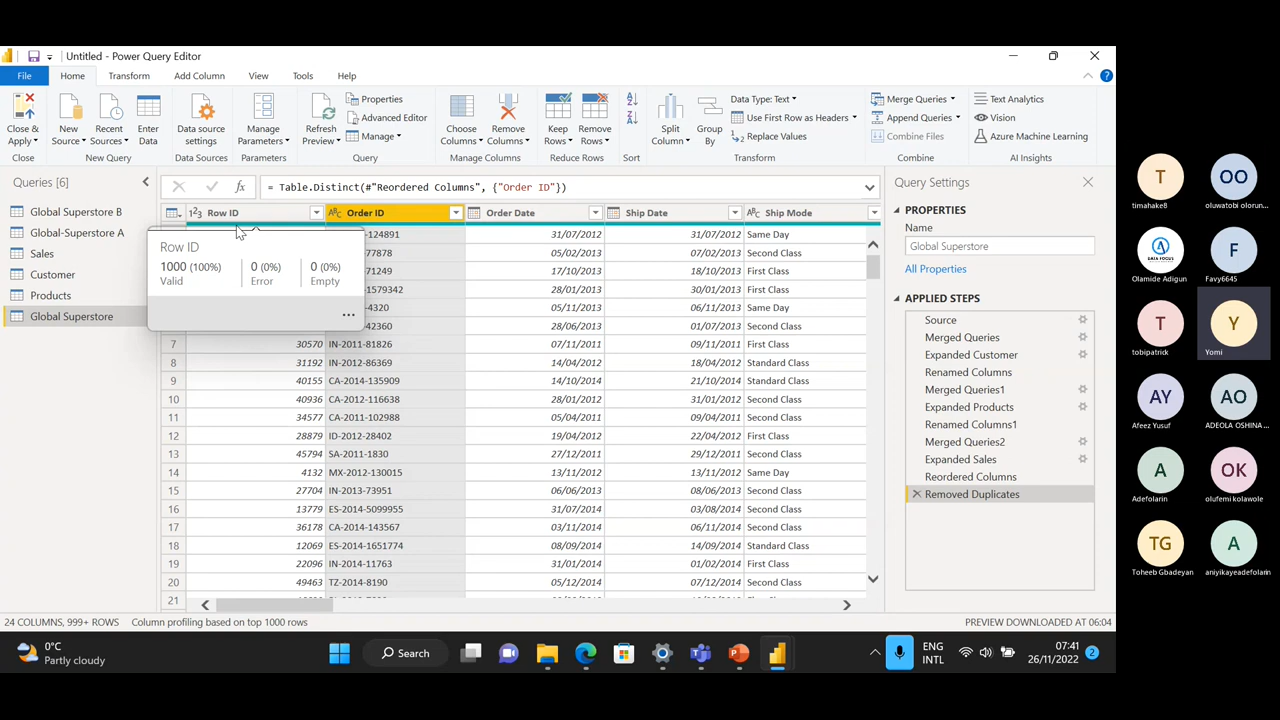 Untitled - Power Query Editor
File Home Transform Add Column View Tools Help
Close & Apply
New Source
Recent Sources
Enter Data
Data source settings
Manage Parameters
Refresh Preview
Properties
Advanced Editor
Manage
Choose Columns
Remove Columns
Keep Rows
Remove Rows
Split Column
Group By
Data Type: Text
Use First Row as Headers
Replace Values
Merge Queries
Append Queries
Combine Files
Text Analytics
Vision
Azure Machine Learning
Close New Query Data Sources Parameters Query Manage Columns Reduce Rows Sort Transform Combine AI Insights
Queries [6]
Global Superstore B
Global-Superstore A
Sales
Customer
Products
Global Superstore
= Table.Distinct(#"Reordered Columns", {"Order ID"})
Row ID Order ID Order Date Ship Date Ship Mode
Row ID
1000 (100%) 0 (0%) 0 (0%)
Valid Error Empty
-124891 31/07/2012 31/07/2012 Same Day
-77878 05/02/2013 07/02/2013 Second Class
-71249 17/10/2013 18/10/2013 First Class
-1579342 28/01/2013 30/01/2013 First Class
-4320 05/11/2013 06/11/2013 Same Day
-42360 28/06/2013 01/07/2013 Second Class
7 30570 IN-2011-81826 07/11/2011 09/11/2011 First Class
8 31192 IN-2012-86369 14/04/2012 18/04/2012 Standard Class
9 40155 CA-2014-135909 14/10/2014 21/10/2014 Standard Class
10 40936 CA-2012-116638 28/01/2012 31/01/2012 Second Class
11 34577 CA-2011-102988 05/04/2011 09/04/2011 Second Class
12 28879 ID-2012-28402 19/04/2012 22/04/2012 First Class
13 45794 SA-2011-1830 27/12/2011 29/12/2011 Second Class
14 4132 MX-2012-130015 13/11/2012 13/11/2012 Same Day
15 27704 IN-2013-73951 06/06/2013 08/06/2013 Second Class
16 13779 ES-2014-5099955 31/07/2014 03/08/2014 Second Class
17 36178 CA-2014-143567 03/11/2014 06/11/2014 Second Class
18 12069 ES-2014-1651774 08/09/2014 14/09/2014 Standard Class
19 22096 IN-2014-11763 31/01/2014 01/02/2014 First Class
20 49463 TZ-2014-8190 05/12/2014 07/12/2014 Second Class
21
Query Settings
PROPERTIES
Name
Global Superstore
All Properties
APPLIED STEPS
Source
Merged Queries
Expanded Customer
Renamed Columns
Merged Queries1
Expanded Products
Renamed Columns1
Merged Queries2
Expanded Sales
Reordered Columns
Removed Duplicates
24 COLUMNS, 999+ ROWS Column profiling based on top 1000 rows PREVIEW DOWNLOADED AT 06:04
0°C
Partly cloudy
Search
ENG
INTL
07:41
26/11/2022
2
T OO
timahake8 oluwatobi olorun...
DATA FOCUS F
Olamide Adigun Favy6645
T Y
tobipatrick Yomi
AY AO
Afeez Yusuf ADEOLA OSHINA ...
A OK
Adefolarin olufemi kolawole
TG A
Toheeb Gbadeyan aniyikayeadefolarin